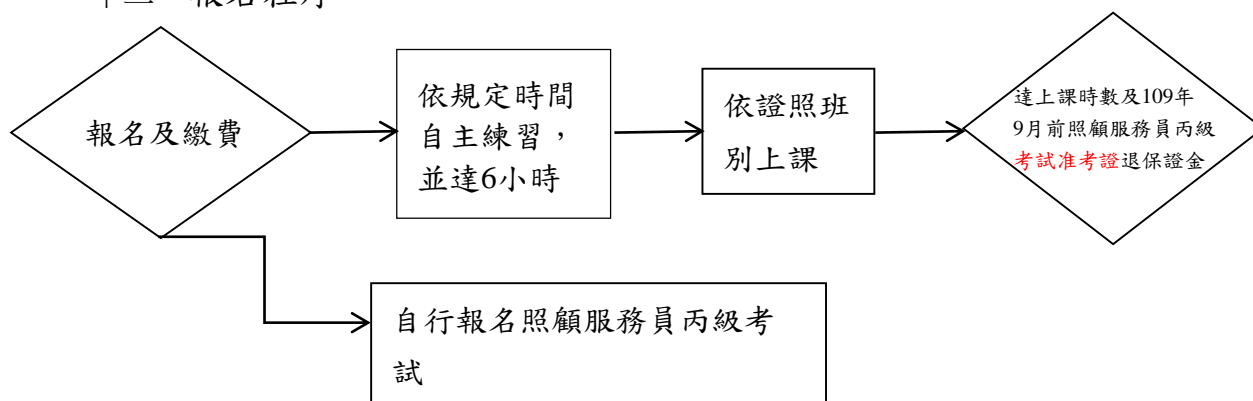 報名及繳費
依規定時間
自主練習，
並達6小時
依證照班
別上課
達上課時數及109年
9月前照顧服務員丙級
考試准考證退保證金
自行報名照顧服務員丙級考
試